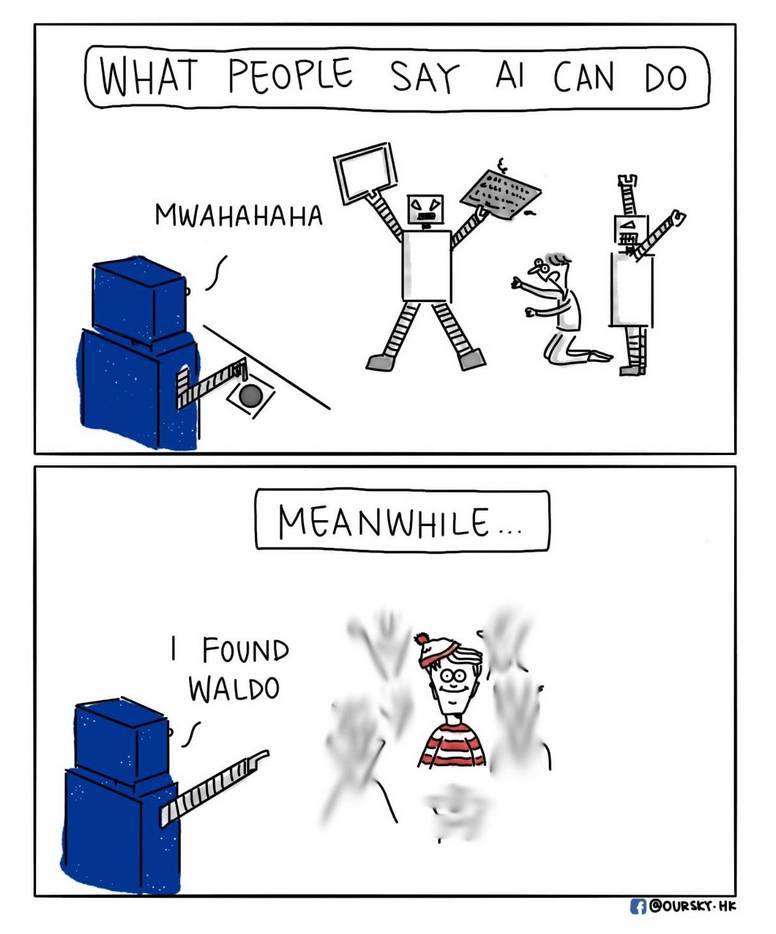 WHAT PEOPLE SAY AI CAN DO
MWAHAHAHA
MEANWHILE...
I FOUND
WALDO
f @OURSKY.HK